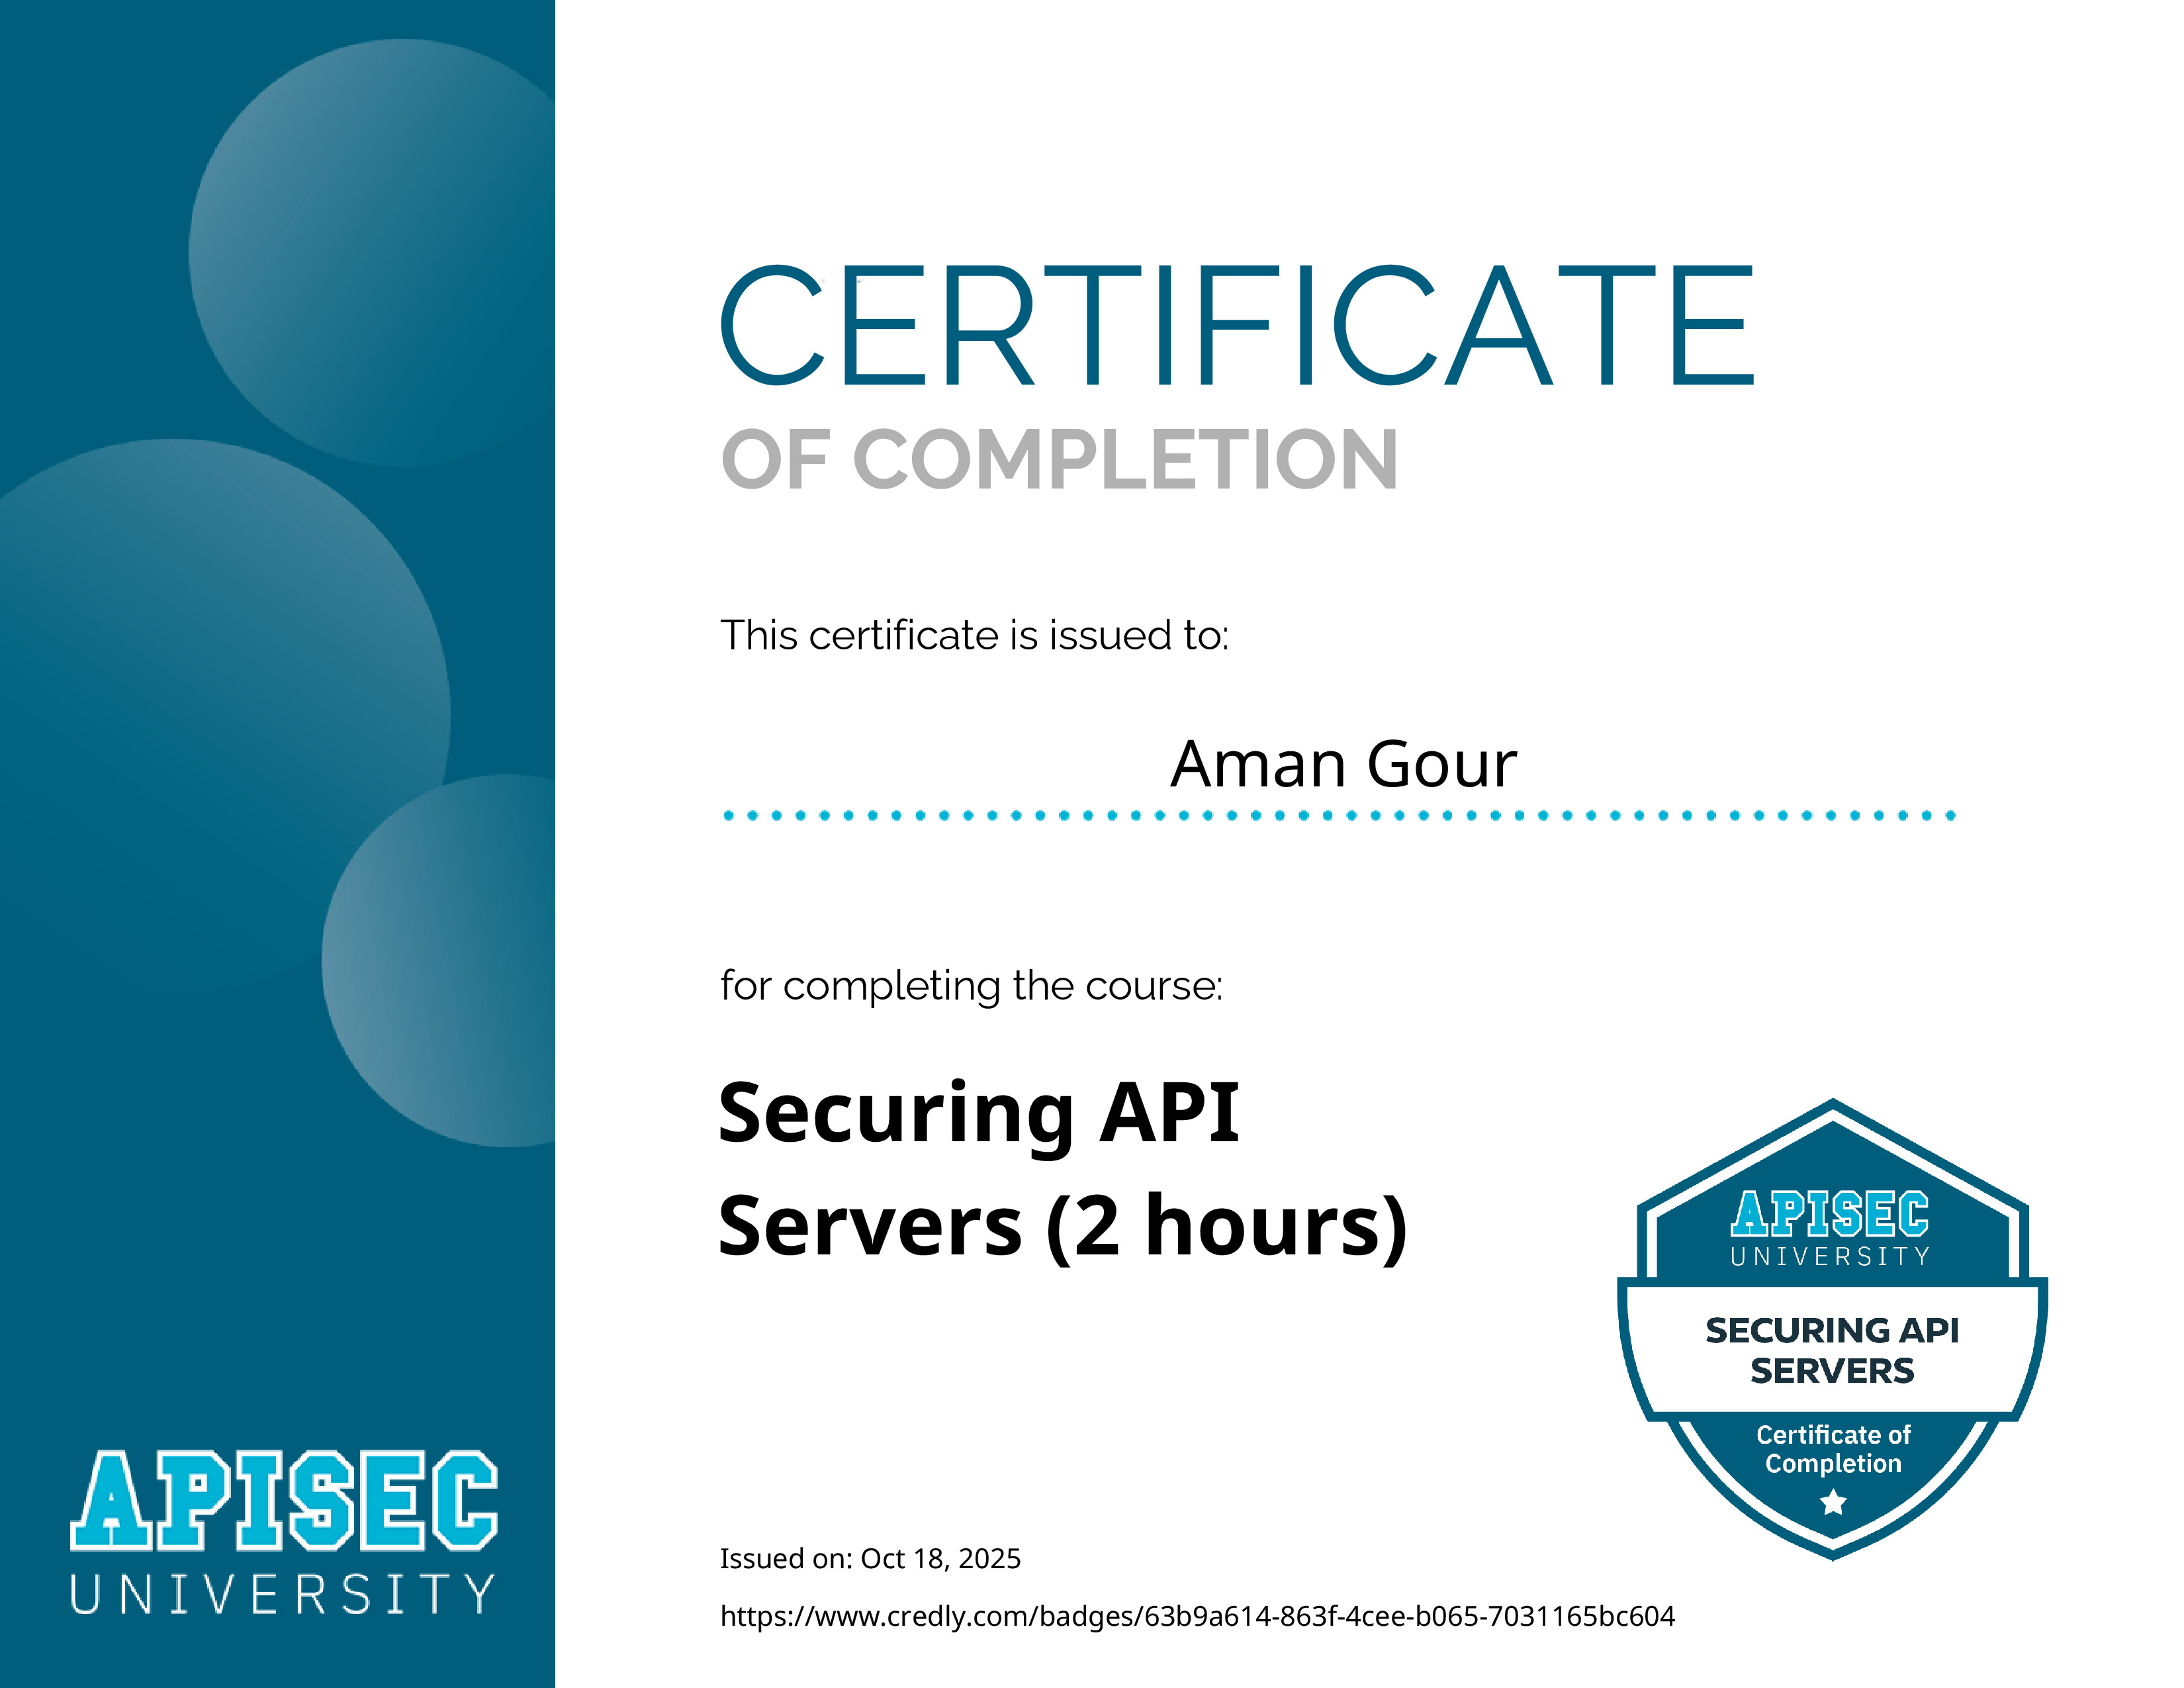 CERTIFICATE
OF COMPLETION
This certificate is issued to:
Aman Gour
for completing the course:
Securing API
Servers (2 hours)
APISEC
UNIVERSITY
SECURING API
SERVERS
Certificate of
Completion
Issued on: Oct 18, 2025
https://www.credly.com/badges/63b9a614-863f-4cee-b065-7031165bc604
APISEC
UNIVERSITY